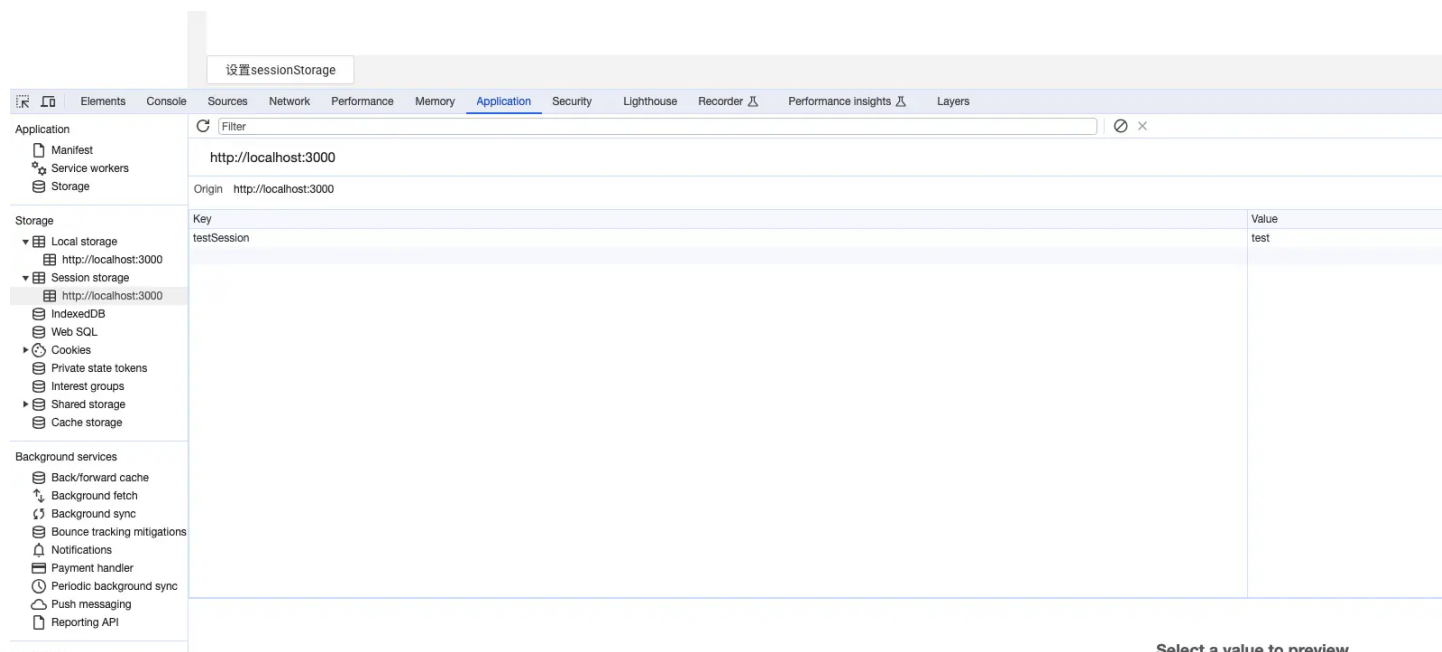 设置sessionStorage
Elements Console Sources Network Performance Memory Application Security Lighthouse Recorder Performance insights Layers
Application
Manifest
Service workers
Storage
Storage
Local storage
http://localhost:3000
Session storage
http://localhost:3000
IndexedDB
Web SQL
Cookies
Private state tokens
Interest groups
Shared storage
Cache storage
Background services
Back/forward cache
Background fetch
Background sync
Bounce tracking mitigations
Notifications
Payment handler
Periodic background sync
Push messaging
Reporting API
Filter
http://localhost:3000
Origin http://localhost:3000
Key Value
testSession test
Select a value to preview